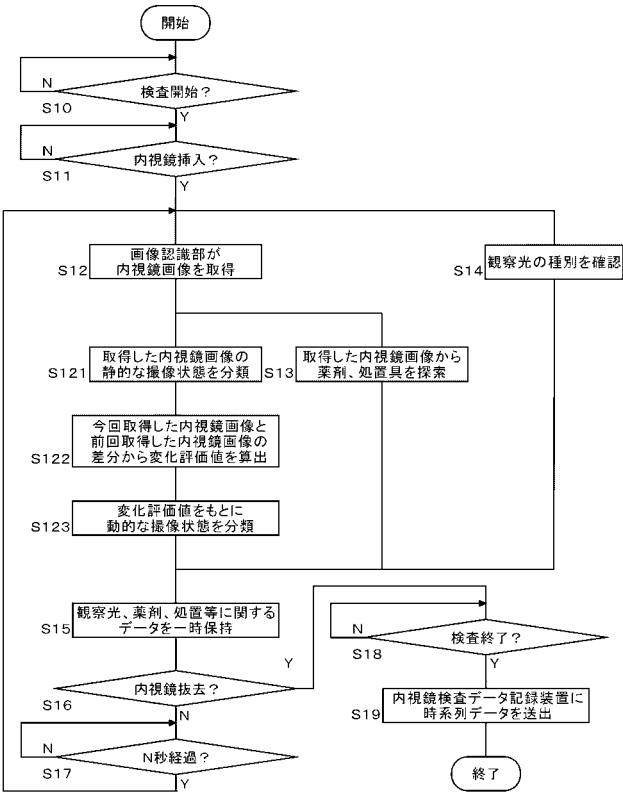 開始
検査開始?
N
S10
Y
内視鏡挿入?
N
S11
Y
画像認識部が
内視鏡画像を取得
S12
観察光の種別を確認
S14
取得した内視鏡画像の
静的な撮像状態を分類
S121
取得した内視鏡画像から
薬剤、処置具を探索
S13
今回取得した内視鏡画像と
前回取得した内視鏡画像の
差分から変化評価値を算出
S122
変化評価値をもとに
動的な撮像状態を分類
S123
観察光、薬剤、処置等に関する
データを一時保持
S15
内視鏡抜去?
S16
Y
N
N秒経過?
N
S17
Y
検査終了?
N
S18
Y
内視鏡検査データ記録装置に
時系列データを送出
S19
終了